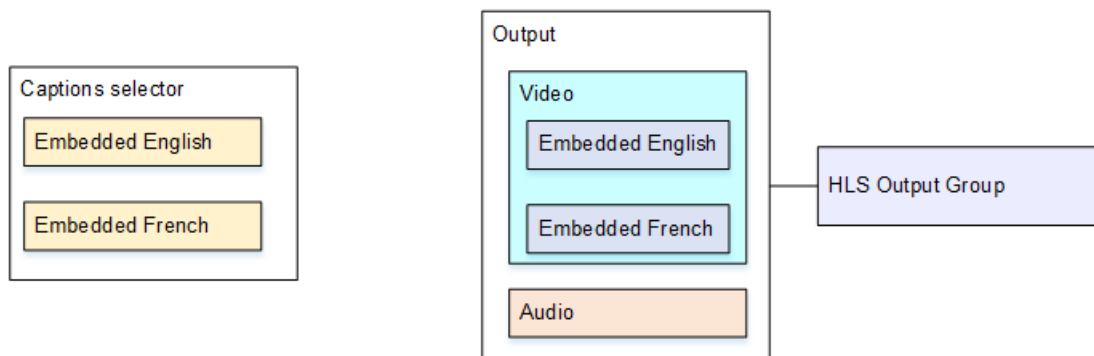 Captions selector
Embedded English
Embedded French
Output
Video
Embedded English
Embedded French
Audio
HLS Output Group